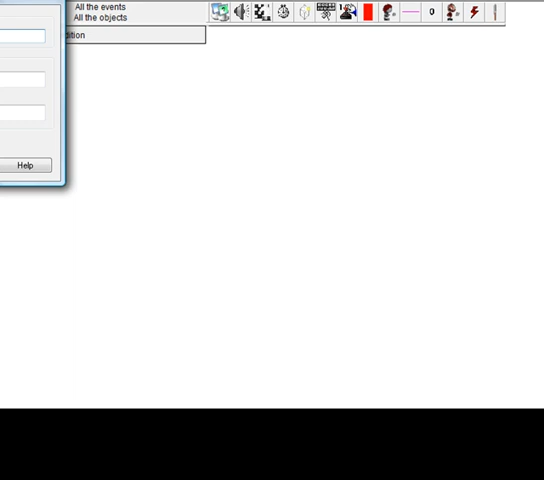 All the events
All the objects
dition
Help
0